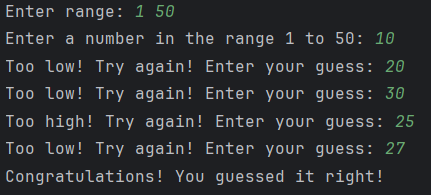 Enter range: 1 50
Enter a number in the range 1 to 50: 10
Too low! Try again! Enter your guess: 20
Too low! Try again! Enter your guess: 30
Too high! Try again! Enter your guess: 25
Too low! Try again! Enter your guess: 27
Congratulations! You guessed it right!